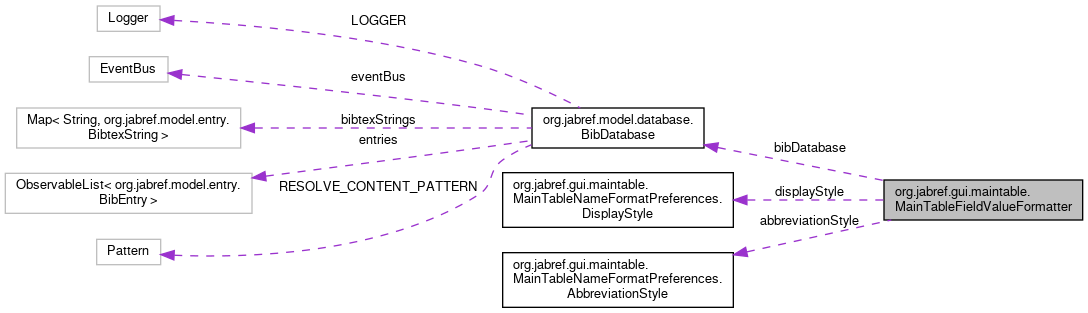 Logger
LOGGER
EventBus
eventBus
Map< String, org.jabref.model.entry.
BibtexString >
bibtexStrings
entries
org.jabref.model.database.
BibDatabase
bibDatabase
ObservableList< org.jabref.model.entry.
BibEntry >
RESOLVE_CONTENT_PATTERN
org.jabref.gui.maintable.
MainTableNameFormatPreferences.
DisplayStyle
displayStyle
org.jabref.gui.maintable.
MainTableFieldValueFormatter
abbreviationStyle
Pattern
org.jabref.gui.maintable.
MainTableNameFormatPreferences.
AbbreviationStyle